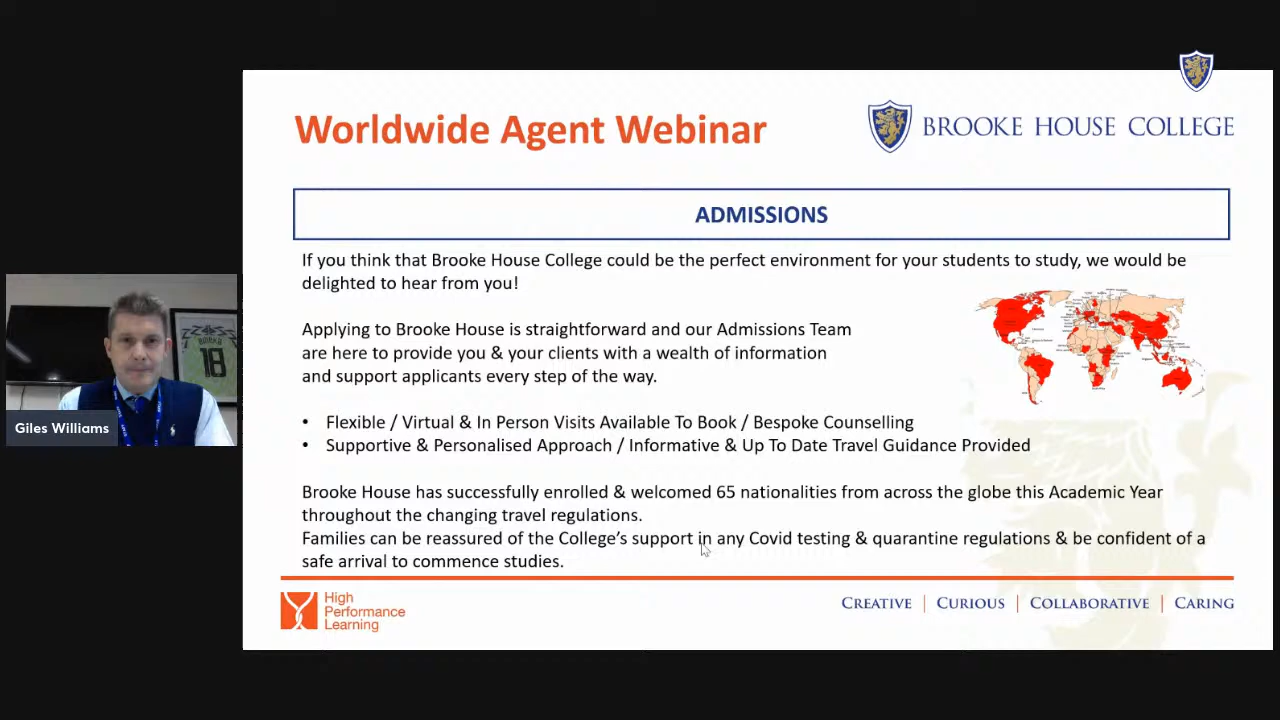 Worldwide Agent Webinar
BROOKE HOUSE COLLEGE
ADMISSIONS
If you think that Brooke House College could be the perfect environment for your students to study, we would be
delighted to hear from you!
Applying to Brooke House is straightforward and our Admissions Team
are here to provide you & your clients with a wealth of information
and support applicants every step of the way.
• Flexible / Virtual & In Person Visits Available To Book / Bespoke Counselling
• Supportive & Personalised Approach / Informative & Up To Date Travel Guidance Provided
Brooke House has successfully enrolled & welcomed 65 nationalities from across the globe this Academic Year
throughout the changing travel regulations.
Families can be reassured of the College's support in any Covid testing & quarantine regulations & be confident of a
safe arrival to commence studies.
High
Performance
Learning
CREATIVE | CURIOUS | COLLABORATIVE | CARING
18
Giles Williams